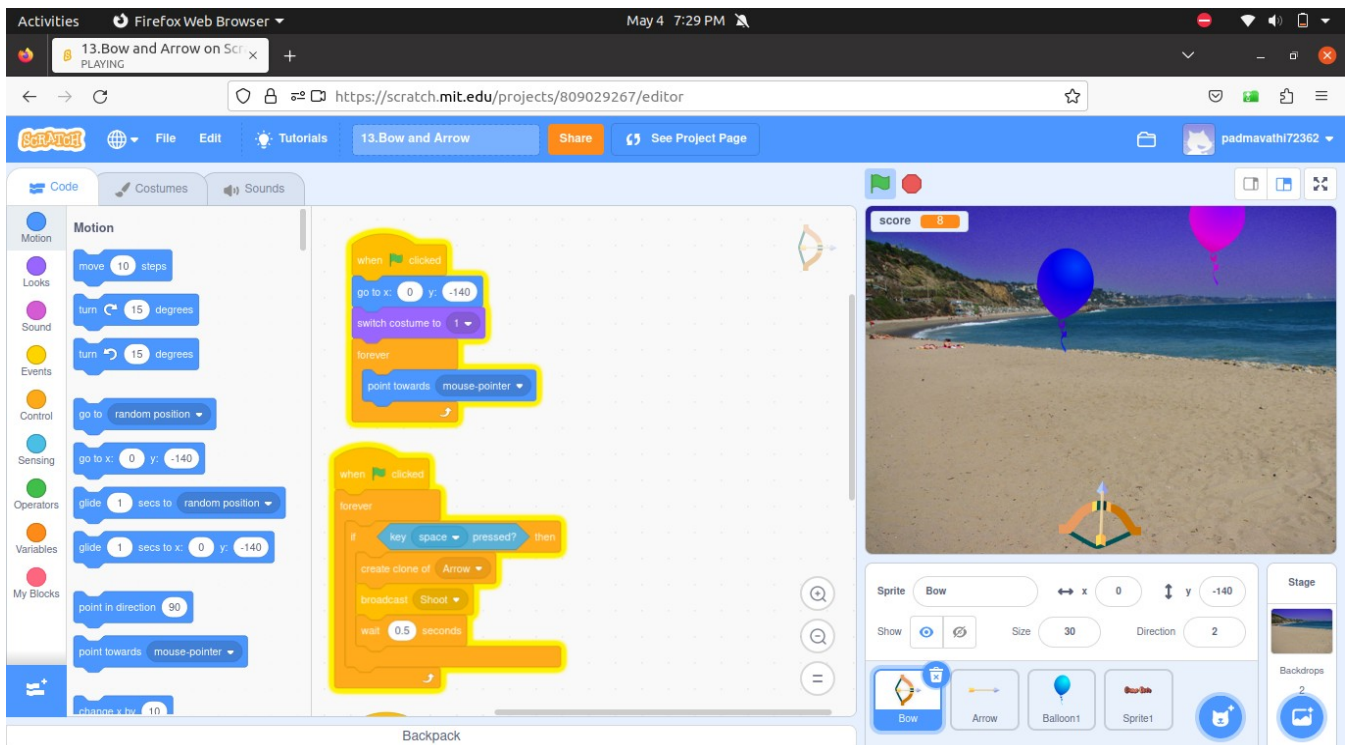 Activities Firefox Web Browser May 4 7:29 PM
13.Bow and Arrow on Scr
PLAYING
https://scratch.mit.edu/projects/809029267/editor
SCRATCH File Edit Tutorials 13.Bow and Arrow Share See Project Page padmavathi72362
Code Costumes Sounds
Motion
Looks
Sound
Events
Control
Sensing
Operators
Variables
My Blocks
Motion
move 10 steps
turn 15 degrees
turn 15 degrees
go to random position
go to x: 0 y: -140
glide 1 secs to random position
glide 1 secs to x: 0 y: -140
point in direction 90
point towards mouse-pointer
change x by 10
when clicked
go to x: 0 y: -140
switch costume to 1
forever
point towards mouse-pointer
when clicked
forever
if key space pressed? then
create clone of Arrow
broadcast Shoot
wait 0.5 seconds
Backpack
score 8
Sprite Bow x 0 y -140
Show Size 30 Direction 2
Bow Arrow Balloon1 Sprite1
Stage
Backdrops
2